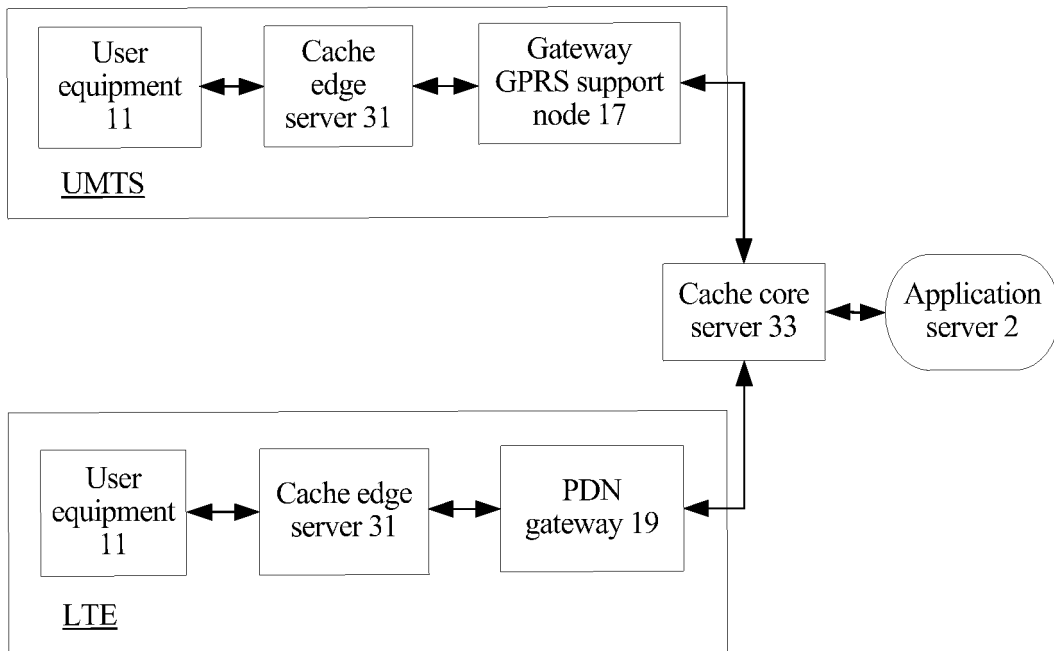 User
equipment
11
Cache
edge
server 31
Gateway
GPRS support
node 17
UMTS
Cache core
server 33
Application
server 2
User
equipment
11
Cache edge
server 31
PDN
gateway 19
LTE